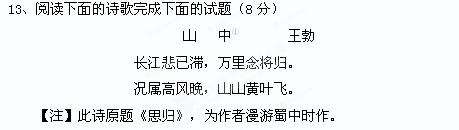 13、阅读下面的诗歌完成下面的试题（8 分）
山 中① 王勃
长江悲已滞，万里念将归。
况属高风晚，山山黄叶飞。
【注】此诗原题《思归》，为作者漫游蜀中时作。